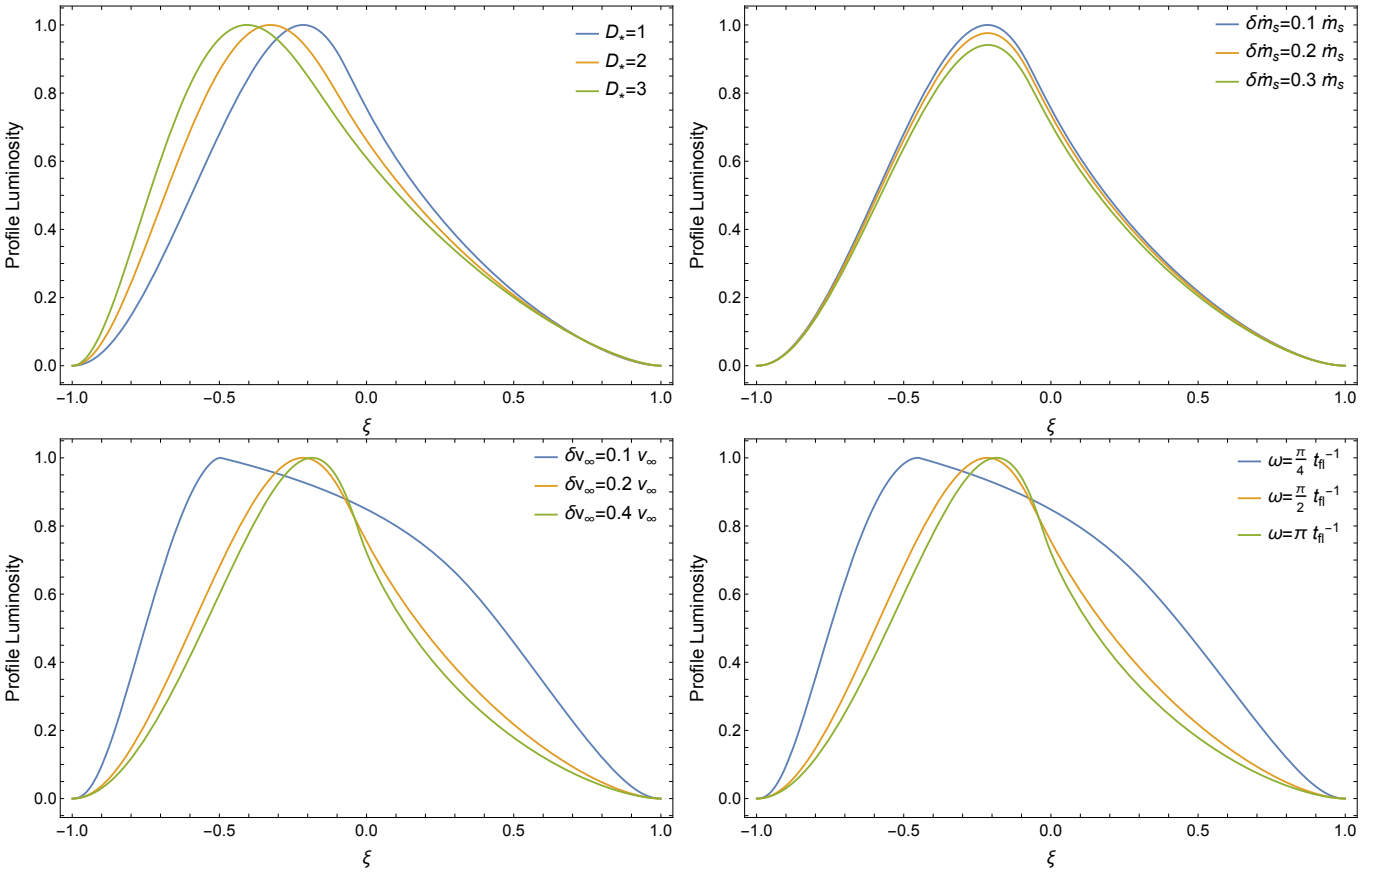 D⋆=1
D⋆=2
D⋆=3
Profile Luminosity
1.0
0.8
0.6
0.4
0.2
0.0
−1.0 −0.5 0.0 0.5 1.0
ξ
δṁs=0.1 ṁs
δṁs=0.2 ṁs
δṁs=0.3 ṁs
Profile Luminosity
1.0
0.8
0.6
0.4
0.2
0.0
−1.0 −0.5 0.0 0.5 1.0
ξ
δv∞=0.1 v∞
δv∞=0.2 v∞
δv∞=0.4 v∞
Profile Luminosity
1.0
0.8
0.6
0.4
0.2
0.0
−1.0 −0.5 0.0 0.5 1.0
ξ
ω=π/4 tfl⁻¹
ω=π/2 tfl⁻¹
ω=π tfl⁻¹
Profile Luminosity
1.0
0.8
0.6
0.4
0.2
0.0
−1.0 −0.5 0.0 0.5 1.0
ξ